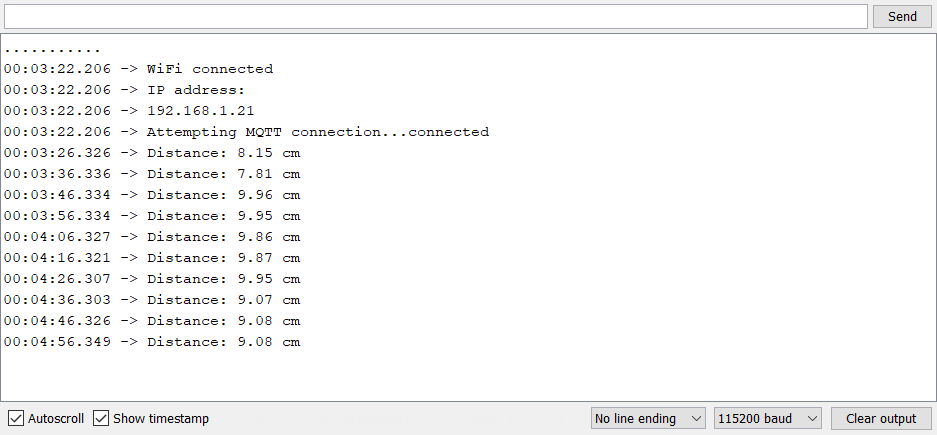 Send
...........
00:03:22.206 -> WiFi connected
00:03:22.206 -> IP address:
00:03:22.206 -> 192.168.1.21
00:03:22.206 -> Attempting MQTT connection...connected
00:03:26.326 -> Distance: 8.15 cm
00:03:36.336 -> Distance: 7.81 cm
00:03:46.334 -> Distance: 9.96 cm
00:03:56.334 -> Distance: 9.95 cm
00:04:06.327 -> Distance: 9.86 cm
00:04:16.321 -> Distance: 9.87 cm
00:04:26.307 -> Distance: 9.95 cm
00:04:36.303 -> Distance: 9.07 cm
00:04:46.326 -> Distance: 9.08 cm
00:04:56.349 -> Distance: 9.08 cm
Autoscroll Show timestamp No line ending 115200 baud Clear output